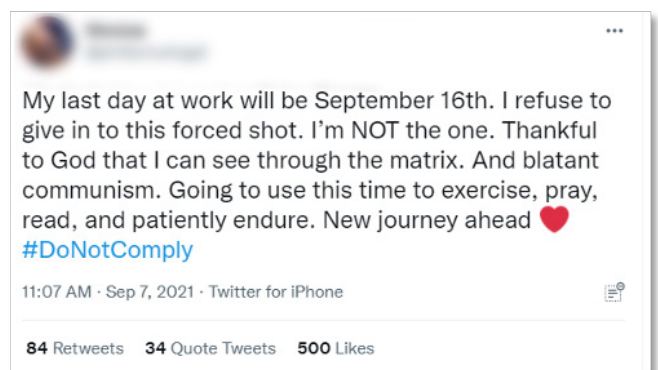 My last day at work will be September 16th. I refuse to
give in to this forced shot. I'm NOT the one. Thankful
to God that I can see through the matrix. And blatant
communism. Going to use this time to exercise, pray,
read, and patiently endure. New journey ahead ❤️
#DoNotComply
11:07 AM · Sep 7, 2021 · Twitter for iPhone
84 Retweets 34 Quote Tweets 500 Likes